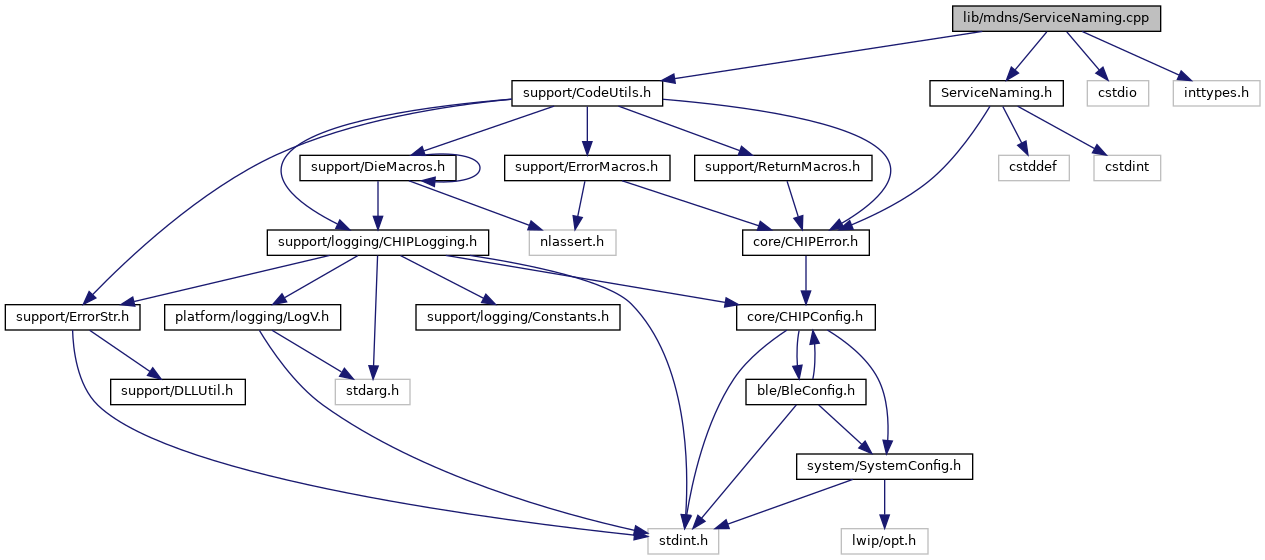 lib/mdns/ServiceNaming.cpp
support/CodeUtils.h
ServiceNaming.h
cstdio
inttypes.h
support/DieMacros.h
support/ErrorMacros.h
support/ReturnMacros.h
cstddef
cstdint
support/logging/CHIPLogging.h
nlassert.h
core/CHIPError.h
support/ErrorStr.h
platform/logging/LogV.h
support/logging/Constants.h
core/CHIPConfig.h
support/DLLUtil.h
stdarg.h
ble/BleConfig.h
system/SystemConfig.h
stdint.h
lwip/opt.h